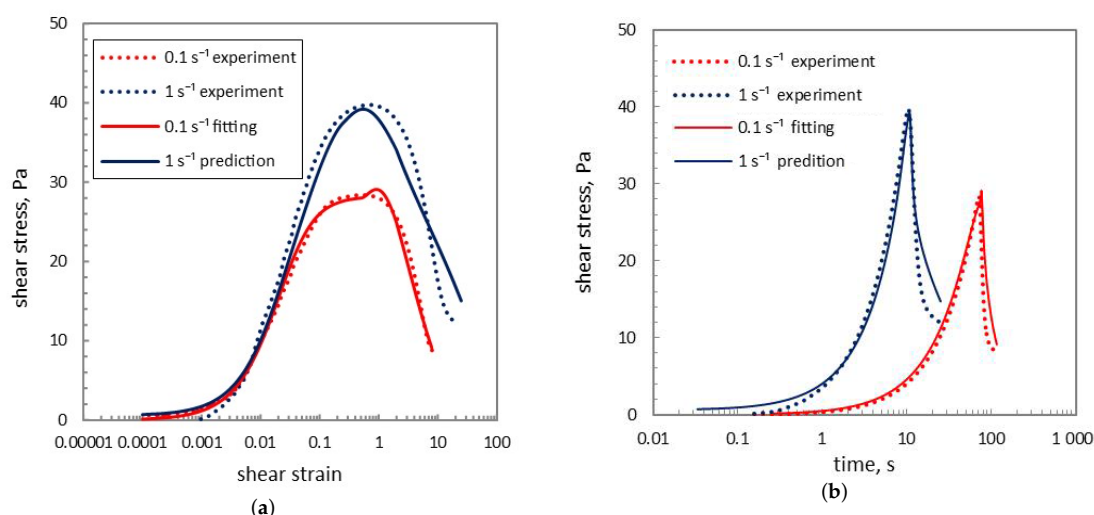 50
40
30
20
10
0
shear stress, Pa
0.1 s⁻¹ experiment
1 s⁻¹ experiment
0.1 s⁻¹ fitting
1 s⁻¹ prediction
0.00001 0.0001 0.001 0.01 0.1 1 10 100
shear strain
(a)
50
40
30
20
10
0
shear stress, Pa
0.1 s⁻¹ experiment
1 s⁻¹ experiment
0.1 s⁻¹ fitting
1 s⁻¹ predition
0.01 0.1 1 10 100 1 000
time, s
(b)